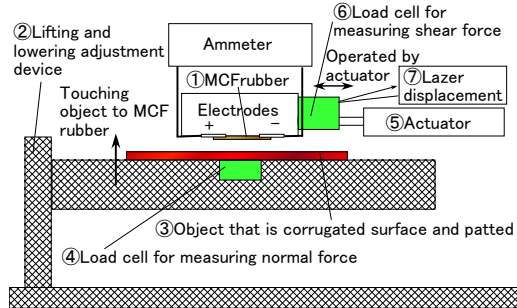 ②Lifting and
lowering adjustment
device
Ammeter
⑥Load cell for
measuring shear force
Operated by
actuator
①MCFrubber
⑦Lazer
displacement
Touching
object to MCF
rubber
Electrodes
+ −
⑤Actuator
③Object that is corrugated surface and patted
④Load cell for measuring normal force